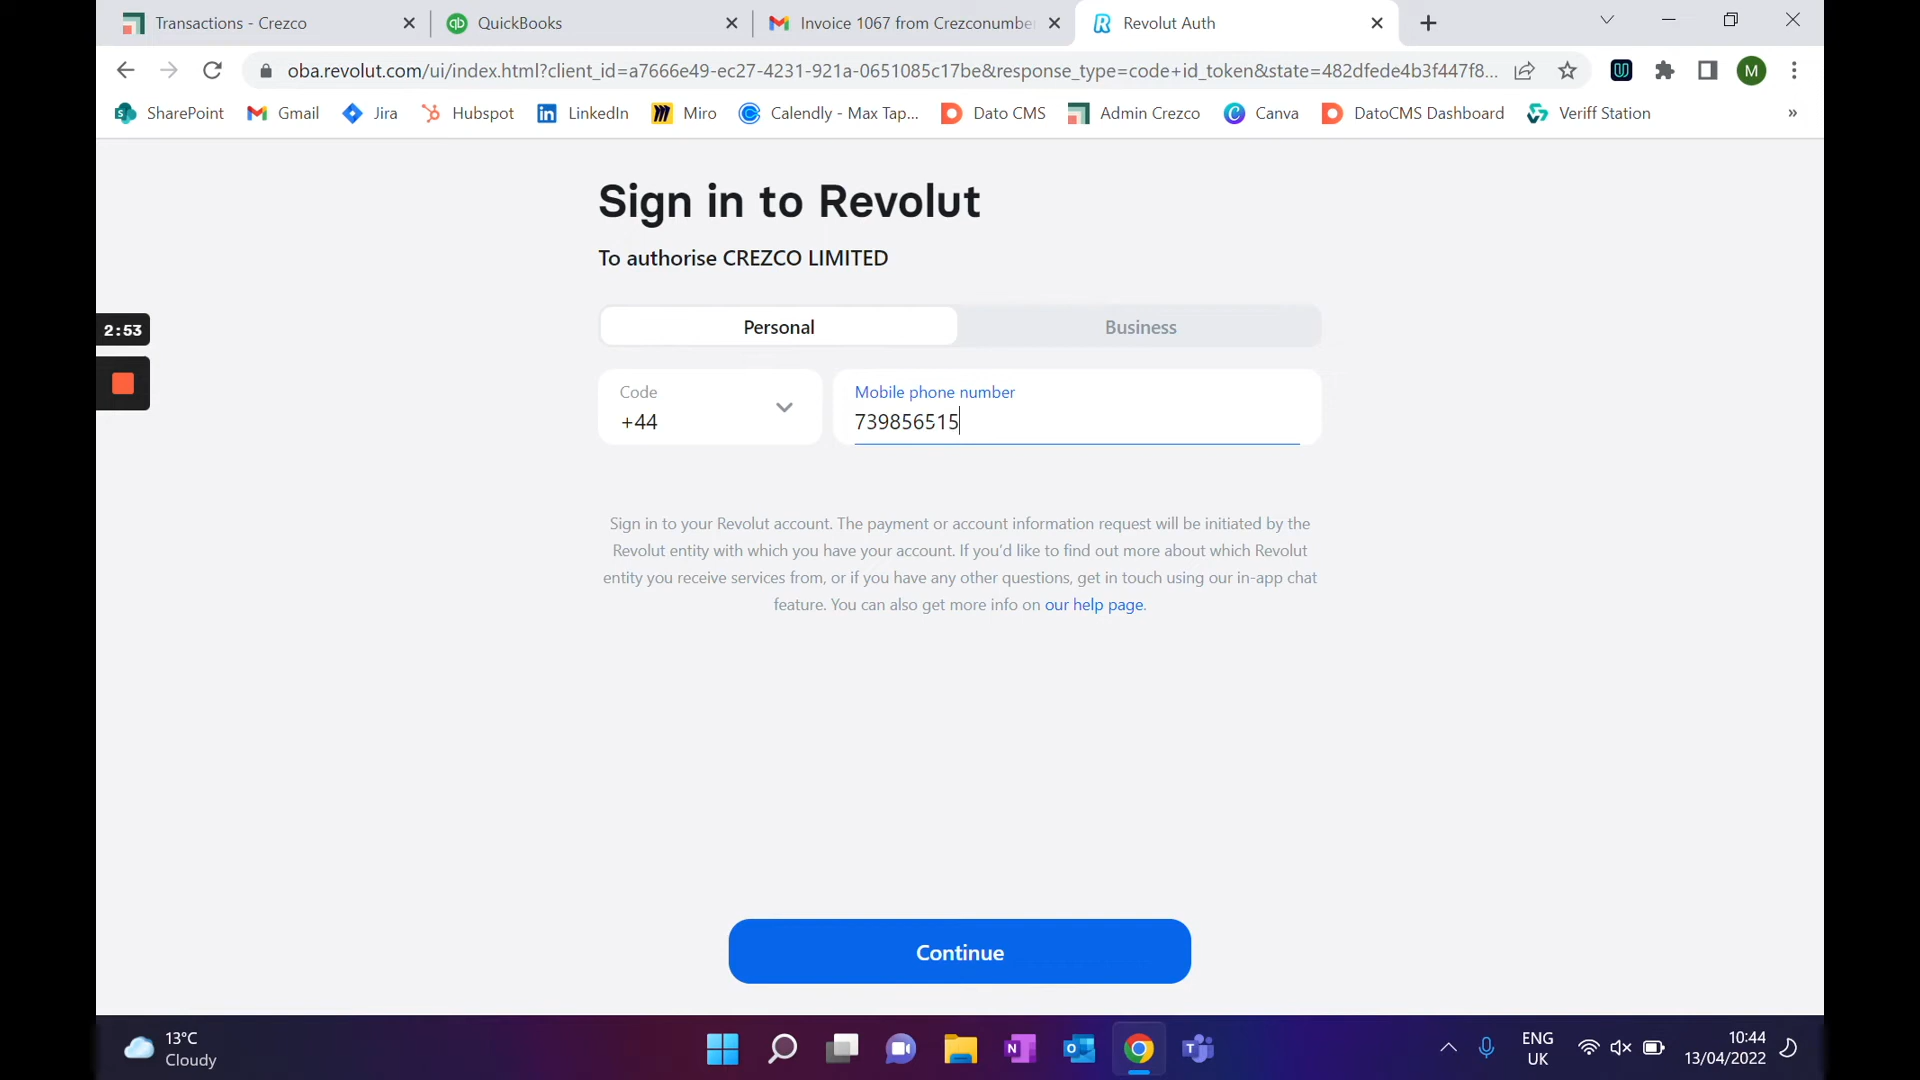 Transactions - Crezco
QuickBooks
Invoice 1067 from Crezconumbe
Revolut Auth
oba.revolut.com/ui/index.html?client_id=a7666e49-ec27-4231-921a-0651085c17be&response_type=code+id_token&state=482dfede4b3f447f8...
M
SharePoint
Gmail
Jira
Hubspot
LinkedIn
Miro
Calendly - Max Tap...
Dato CMS
Admin Crezco
Canva
DatoCMS Dashboard
Veriff Station
»
Sign in to Revolut
To authorise CREZCO LIMITED
Personal
Business
2:53
Code
+44
Mobile phone number
739856515
Sign in to your Revolut account. The payment or account information request will be initiated by the
Revolut entity with which you have your account. If you'd like to find out more about which Revolut
entity you receive services from, or if you have any other questions, get in touch using our in-app chat
feature. You can also get more info on our help page.
Continue
13°C
Cloudy
ENG
UK
10:44
13/04/2022